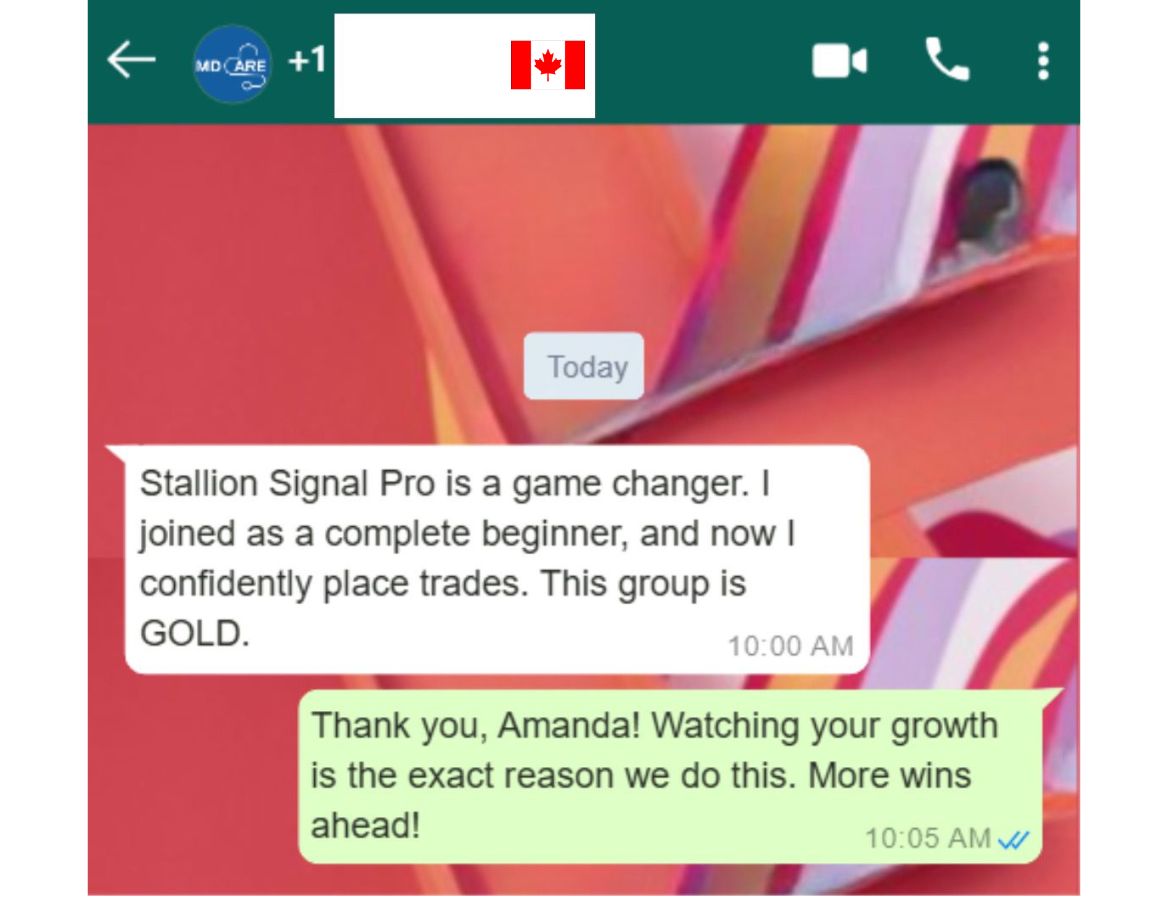 MD CARE
+1
Today
Stallion Signal Pro is a game changer. I
joined as a complete beginner, and now I
confidently place trades. This group is
GOLD.
10:00 AM
Thank you, Amanda! Watching your growth
is the exact reason we do this. More wins
ahead!
10:05 AM